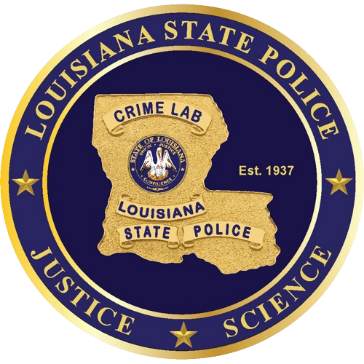 LOUISIANA STATE POLICE
CRIME LAB
STATE OF LOUISIANA
Est. 1937
LOUISIANA
STATE POLICE
JUSTICE SCIENCE